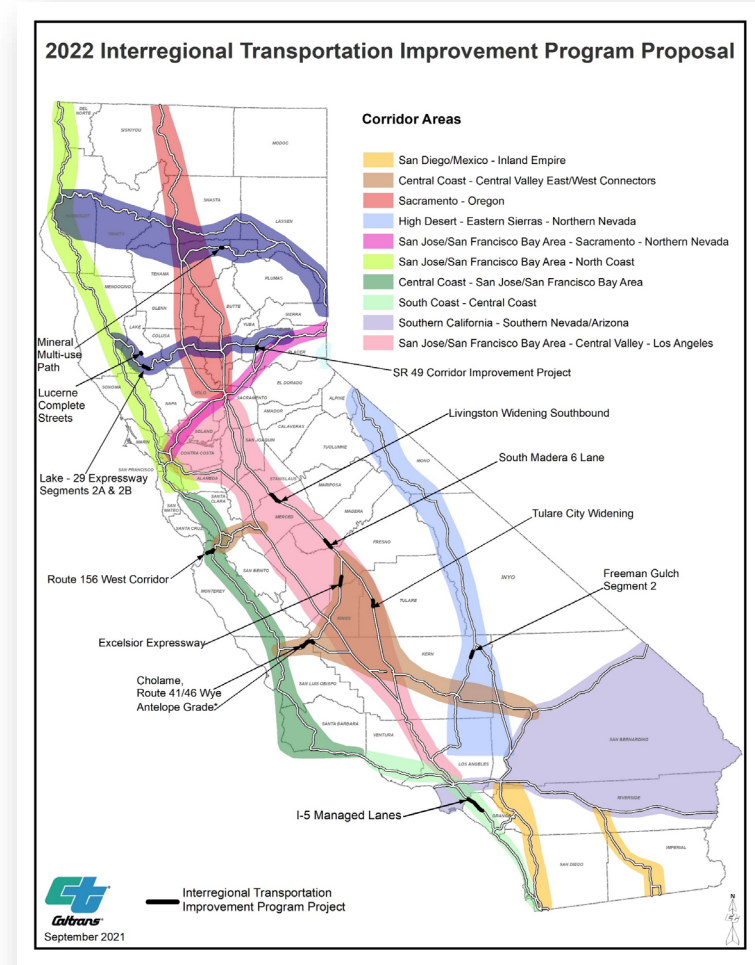 2022 Interregional Transportation Improvement Program Proposal
Corridor Areas
San Diego/Mexico - Inland Empire
Central Coast - Central Valley East/West Connectors
Sacramento - Oregon
High Desert - Eastern Sierras - Northern Nevada
San Jose/San Francisco Bay Area - Sacramento - Northern Nevada
San Jose/San Francisco Bay Area - North Coast
Central Coast - San Jose/San Francisco Bay Area
South Coast - Central Coast
Southern California - Southern Nevada/Arizona
San Jose/San Francisco Bay Area - Central Valley - Los Angeles
DEL
NORTE
SISKIYOU
MODOC
HUMBOLDT
TRINITY
SHASTA
LASSEN
TEHAMA
PLUMAS
MENDOCINO
GLENN
BUTTE
SIERRA
LAKE
COLUSA
YUBA
PLACER
Mineral
Multi-use
Path
SR 49 Corridor Improvement Project
Lucerne
Complete
Streets
SONOMA
NAPA
YOLO
SACRAMENTO
EL DORADO
ALPINE
AMADOR
SOLANO
CALAVERAS
MARIN
CONTRA COSTA
SAN JOAQUIN
TUOLUMNE
MONO
Livingston Widening Southbound
South Madera 6 Lane
Lake - 29 Expressway
Segments 2A & 2B
SAN FRANCISCO
ALAMEDA
STANISLAUS
MARIPOSA
SAN
MATEO
SANTA
CLARA
MERCED
MADERA
Tulare City Widening
SANTA CRUZ
FRESNO
Route 156 West Corridor
SAN BENITO
MONTEREY
TULARE
INYO
Freeman Gulch
Segment 2
KINGS
Excelsior Expressway
KERN
Cholame,
Route 41/46 Wye
Antelope Grade*
SAN LUIS OBISPO
SANTA BARBARA
VENTURA
LOS ANGELES
SAN BERNARDINO
I-5 Managed Lanes
ORANGE
RIVERSIDE
SAN DIEGO
IMPERIAL
Caltrans
September 2021
Interregional Transportation
Improvement Program Project
N